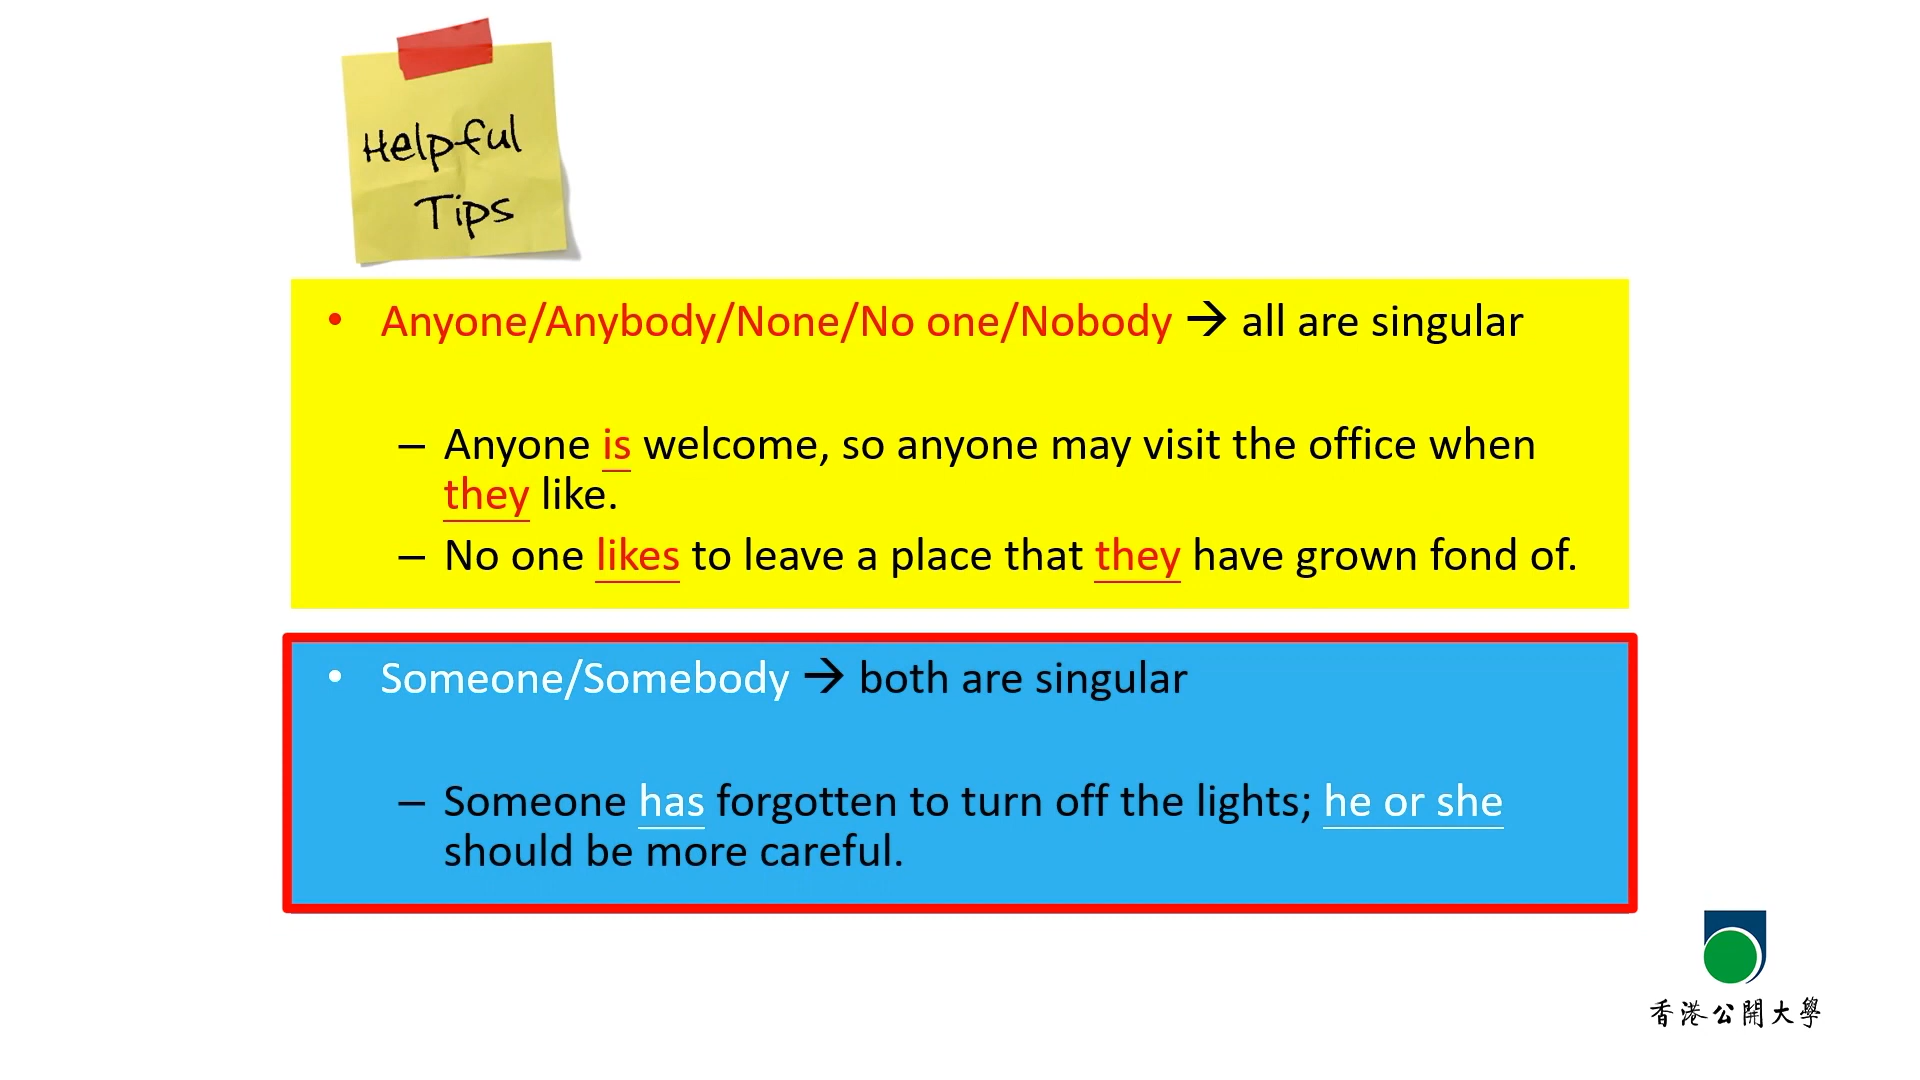 Helpful
Tips
• Anyone/Anybody/None/No one/Nobody → all are singular
– Anyone is welcome, so anyone may visit the office when
they like.
– No one likes to leave a place that they have grown fond of.
• Someone/Somebody → both are singular
– Someone has forgotten to turn off the lights; he or she
should be more careful.
香港公開大學